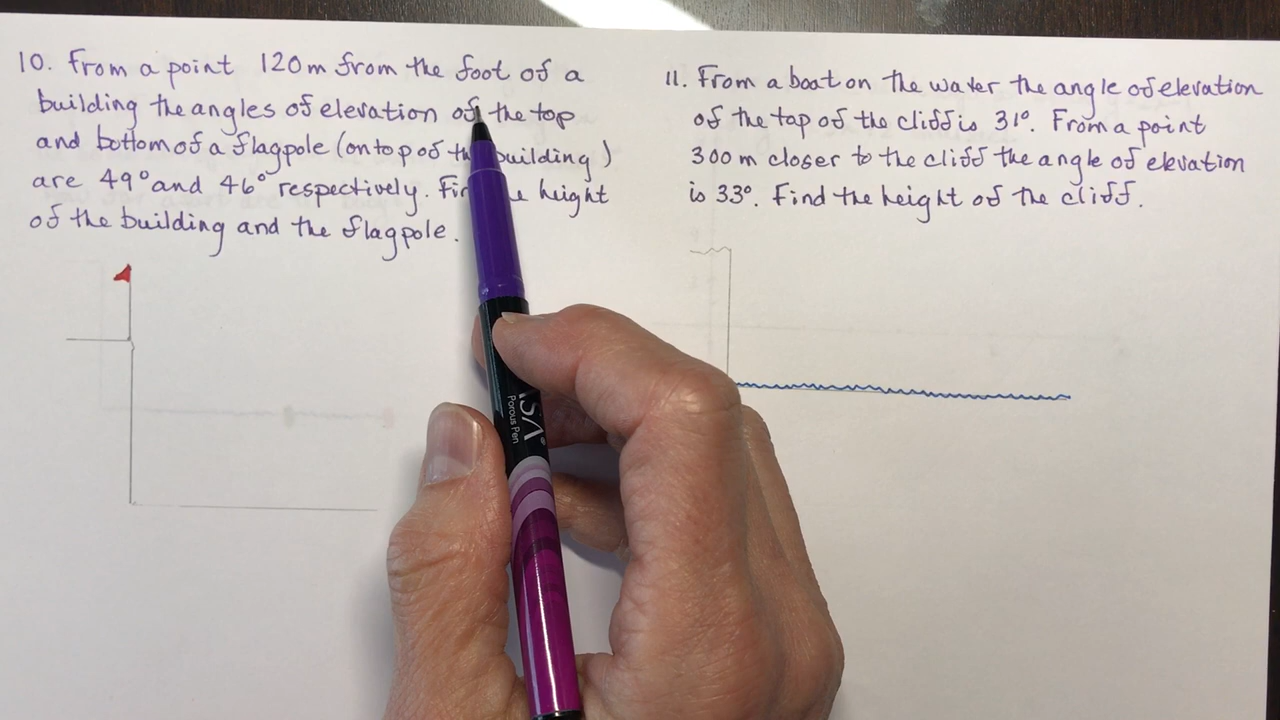 10. From a point 120m from the foot of a
building the angles of elevation of the top
and bottom of a flagpole (on top of building)
are 49° and 46° respectively. height
of the building and the flagpole.
11. From a boat on the water the angle of elevation
of the top of the cliff is 31°. From a point
300 m closer to the cliff the angle of elevation
is 33°. Find the height of the cliff.
Porous Pen